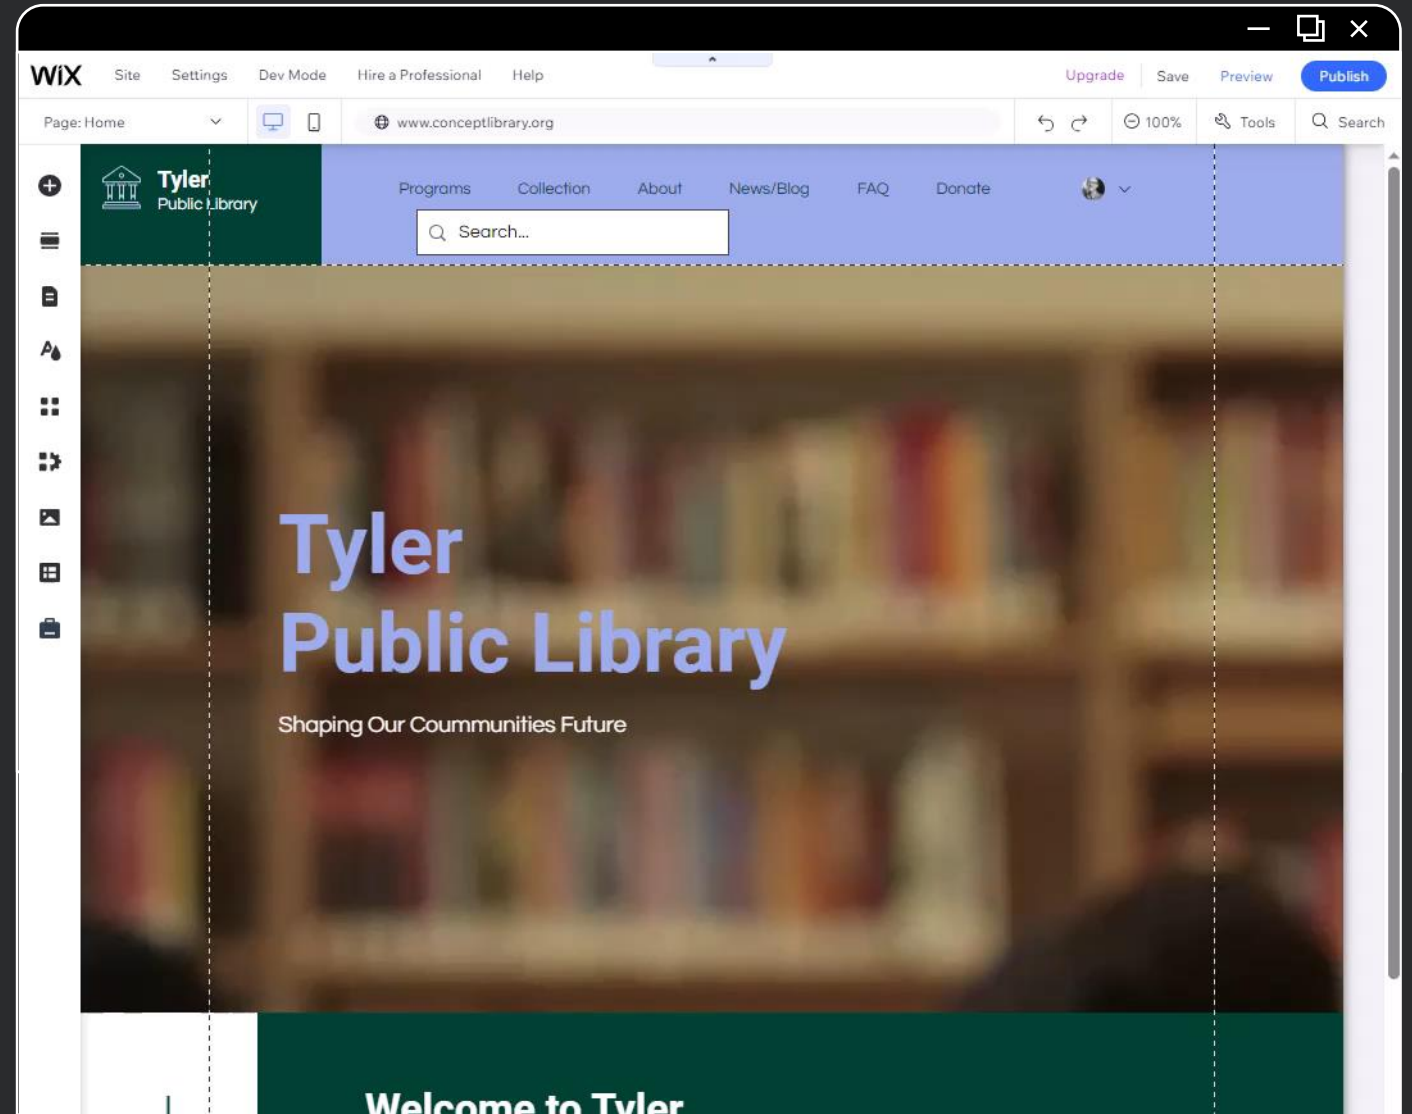 WiX Site Settings Dev Mode Hire a Professional Help Upgrade Save Preview Publish
Page: Home www.conceptlibrary.org 100% Tools Search
Tyler
Public Library
Programs Collection About News/Blog FAQ Donate
Search...
Tyler
Public Library
Shaping Our Coummunities Future
Welcome to Tyler